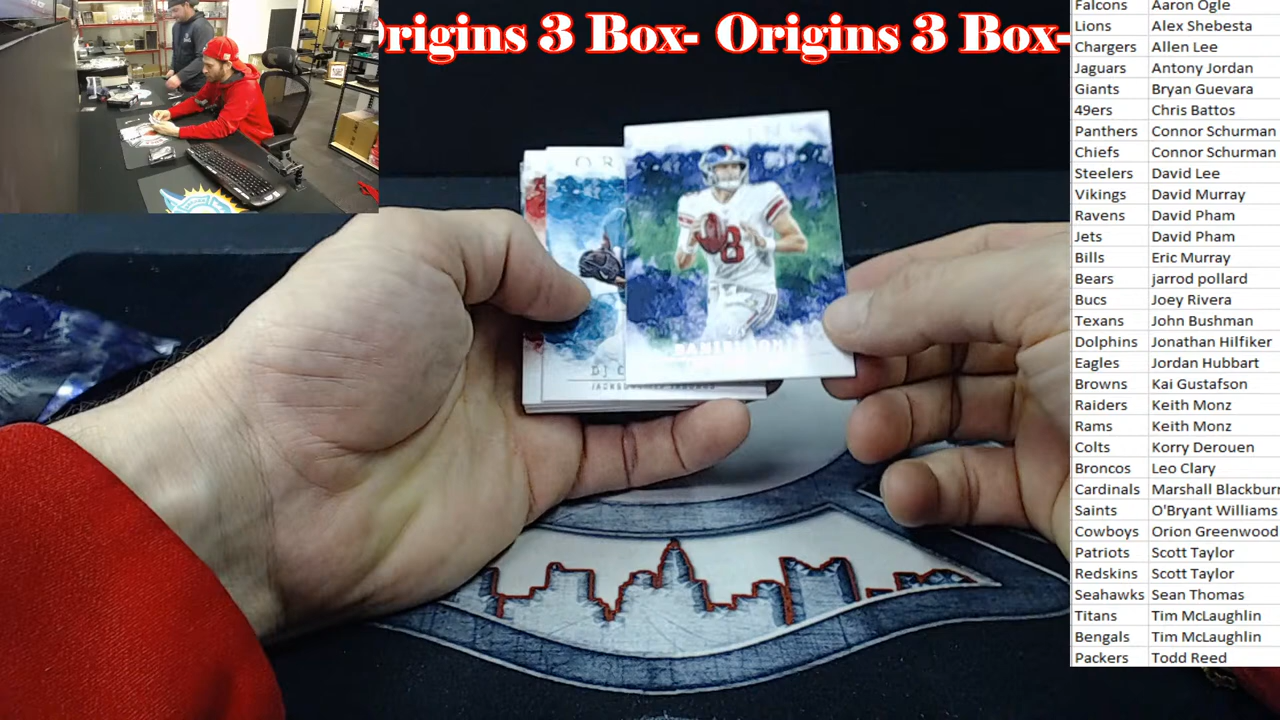 Origins 3 Box- Origins 3 Box-
Falcons Aaron Ogle
Lions Alex Shebesta
Chargers Allen Lee
Jaguars Antony Jordan
Giants Bryan Guevara
49ers Chris Battos
Panthers Connor Schurman
Chiefs Connor Schurman
Steelers David Lee
Vikings David Murray
Ravens David Pham
Jets David Pham
Bills Eric Murray
Bears jarrod pollard
Bucs Joey Rivera
Texans John Bushman
Dolphins Jonathan Hilfiker
Eagles Jordan Hubbart
Browns Kai Gustafson
Raiders Keith Monz
Rams Keith Monz
Colts Korry Derouen
Broncos Leo Clary
Cardinals Marshall Blackburn
Saints O'Bryant Williams
Cowboys Orion Greenwood
Patriots Scott Taylor
Redskins Scott Taylor
Seahawks Sean Thomas
Titans Tim McLaughlin
Bengals Tim McLaughlin
Packers Todd Reed
OR
8
DANIEL JONES
DJ C